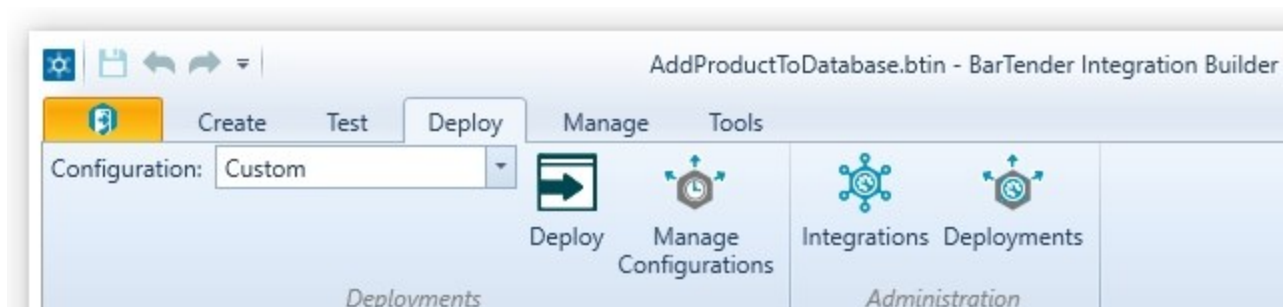 AddProductToDatabase.btin - BarTender Integration Builder
Create Test Deploy Manage Tools
Configuration: Custom
Deploy Manage Configurations Integrations Deployments
Deployments Administration